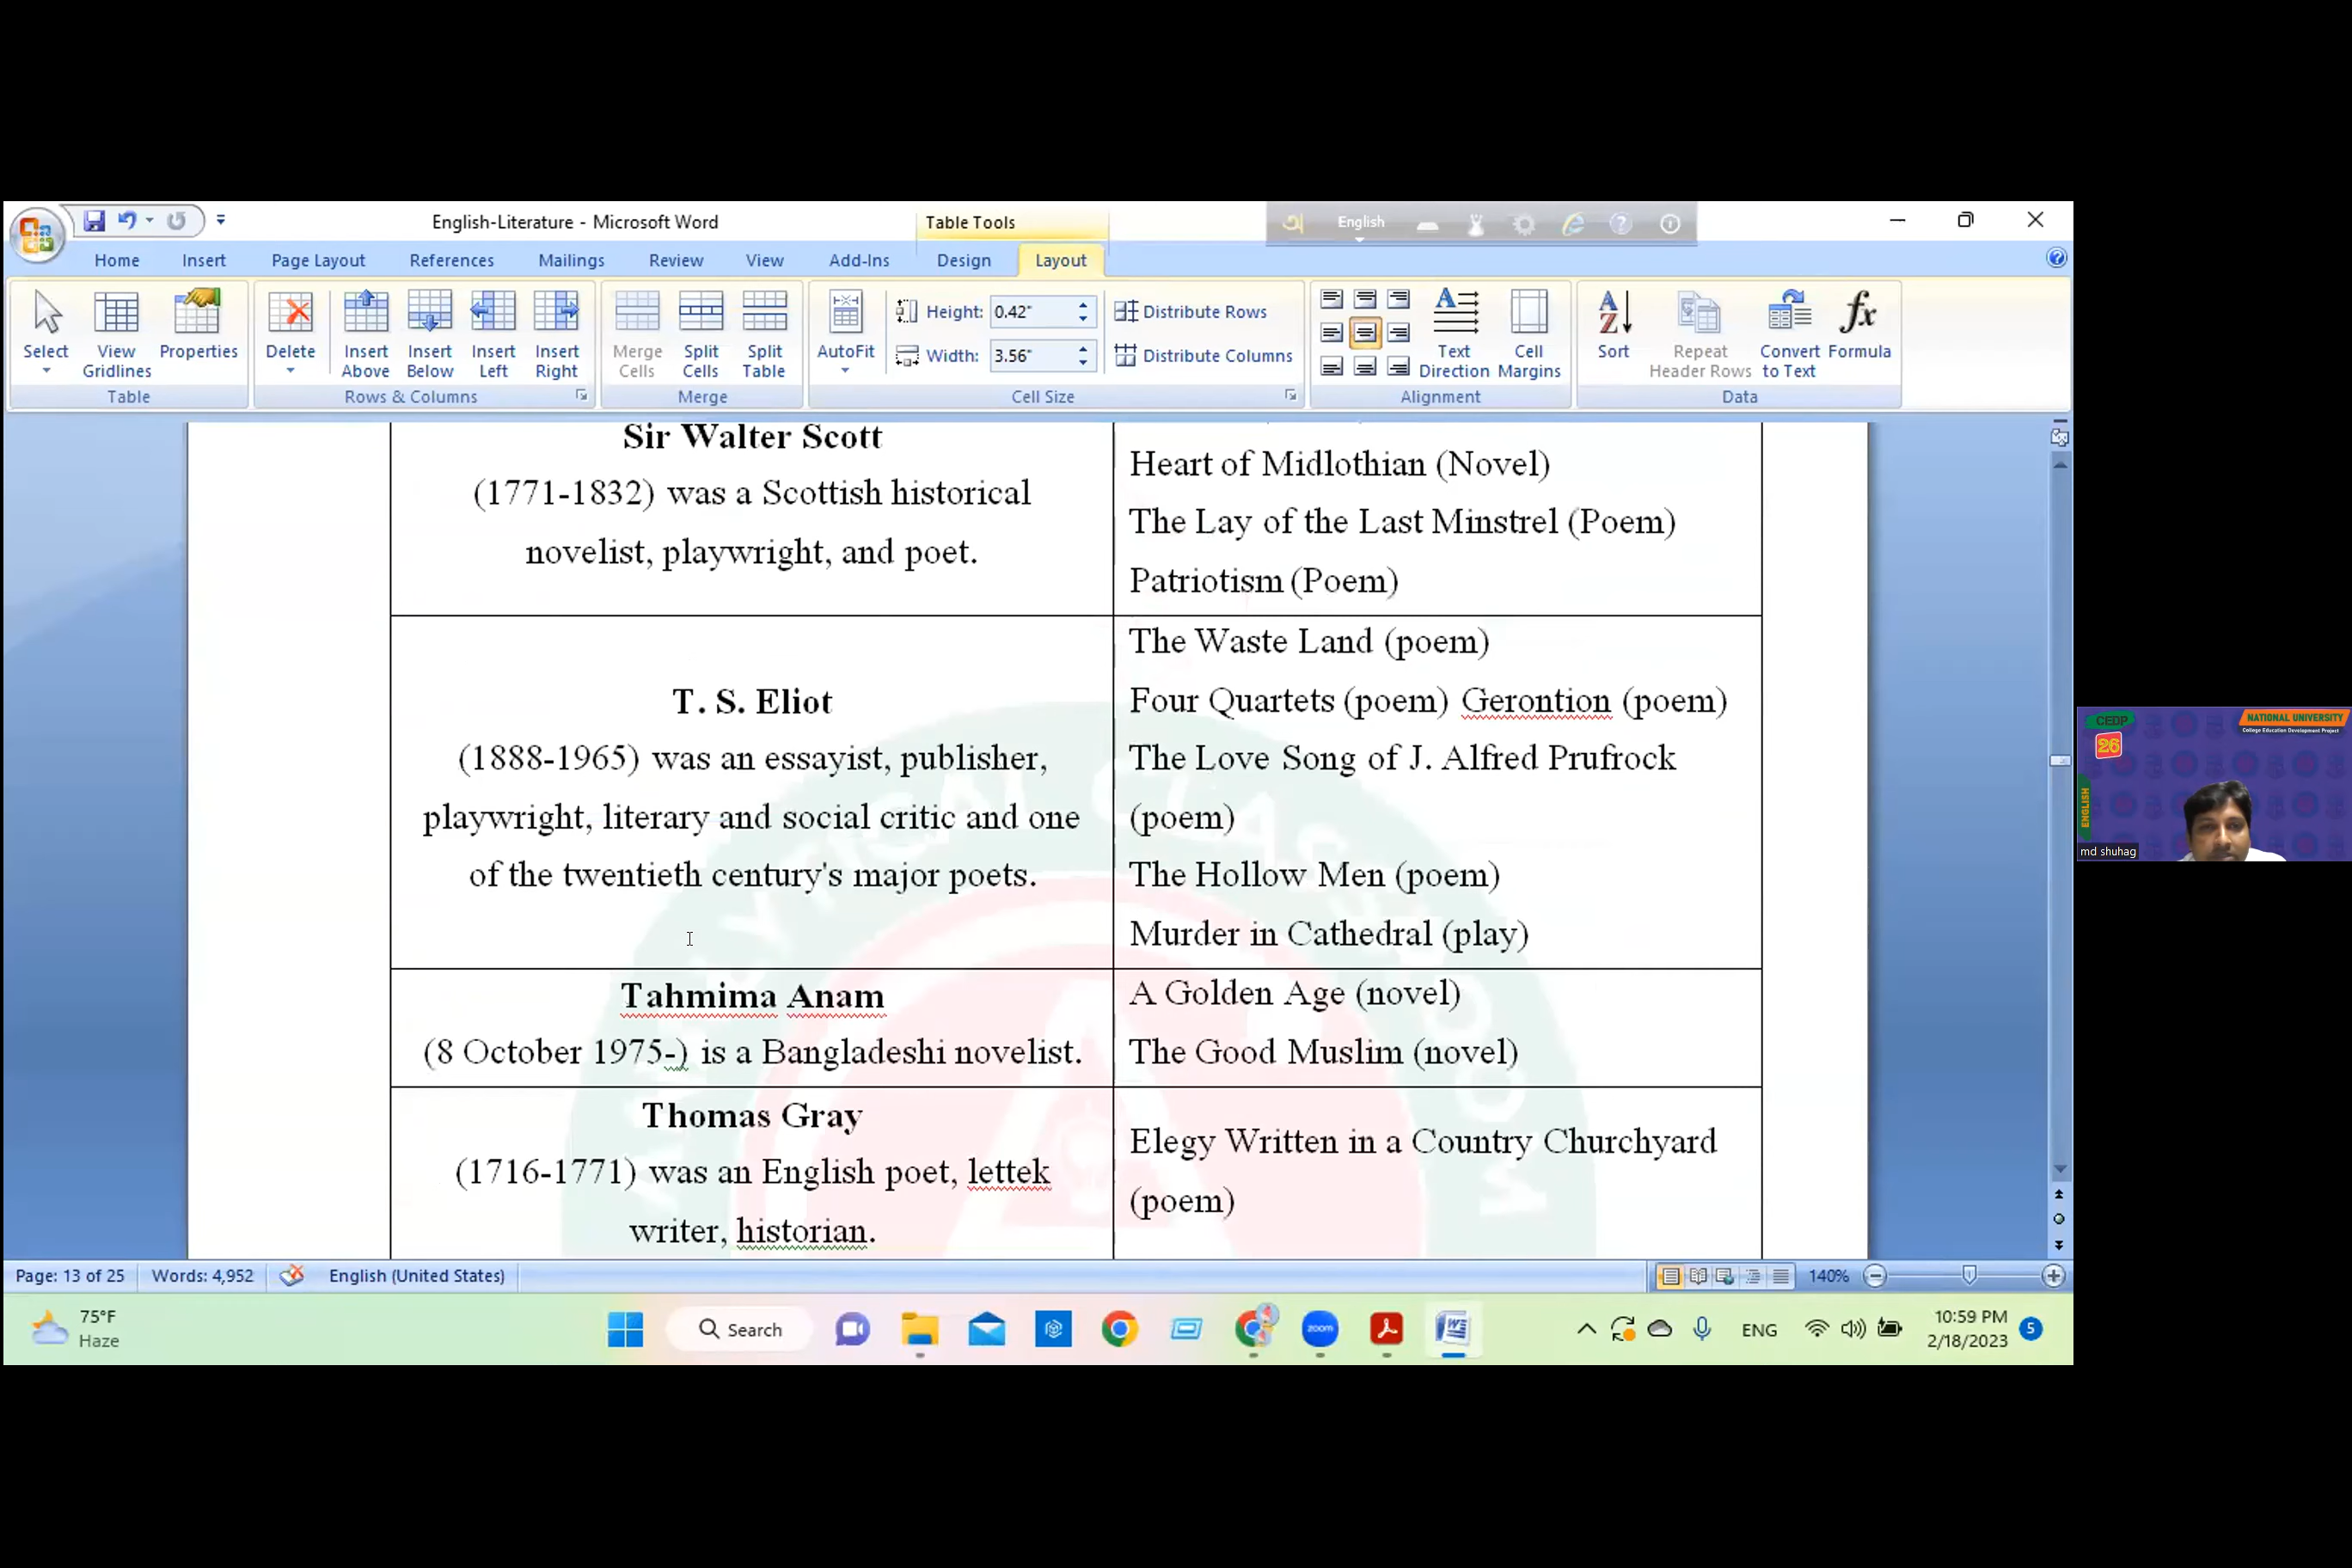 English-Literature - Microsoft Word
Table Tools
English
Home Insert Page Layout References Mailings Review View Add-Ins Design Layout
Height: 0.42"
Distribute Rows
Width: 3.56"
Distribute Columns
Select
View Gridlines
Properties
Delete
Insert Above
Insert Below
Insert Left
Insert Right
Merge Cells
Split Cells
Split Table
AutoFit
Text Direction
Cell Margins
Sort
Repeat Header Rows
Convert to Text
Formula
Table
Rows & Columns
Merge
Cell Size
Alignment
Data
Sir Walter Scott
(1771-1832) was a Scottish historical
novelist, playwright, and poet.
Heart of Midlothian (Novel)
The Lay of the Last Minstrel (Poem)
Patriotism (Poem)
T. S. Eliot
(1888-1965) was an essayist, publisher,
playwright, literary and social critic and one
of the twentieth century's major poets.
The Waste Land (poem)
Four Quartets (poem) Gerontion (poem)
The Love Song of J. Alfred Prufrock
(poem)
The Hollow Men (poem)
Murder in Cathedral (play)
Tahmima Anam
(8 October 1975-) is a Bangladeshi novelist.
A Golden Age (novel)
The Good Muslim (novel)
Thomas Gray
(1716-1771) was an English poet, lettek
writer, historian.
Elegy Written in a Country Churchyard
(poem)
Page: 13 of 25
Words: 4,952
English (United States)
140%
75°F
Haze
Search
zoom
ENG
10:59 PM
2/18/2023
5
CEDP
26
NATIONAL UNIVERSITY
College Education Development Project
ENGLISH
md shuhag